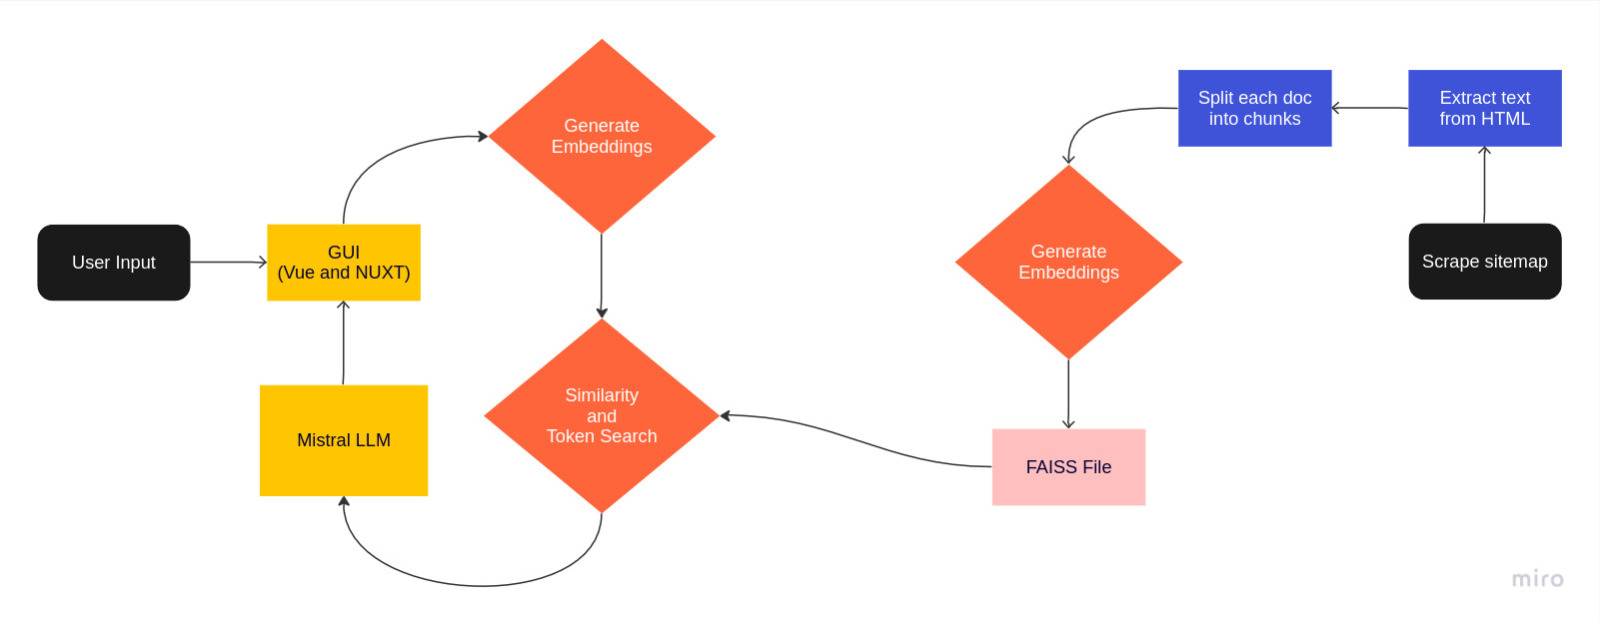 User Input
GUI
(Vue and NUXT)
Mistral LLM
Generate
Embeddings
Similarity
and
Token Search
Generate
Embeddings
FAISS File
Split each doc
into chunks
Extract text
from HTML
Scrape sitemap
miro